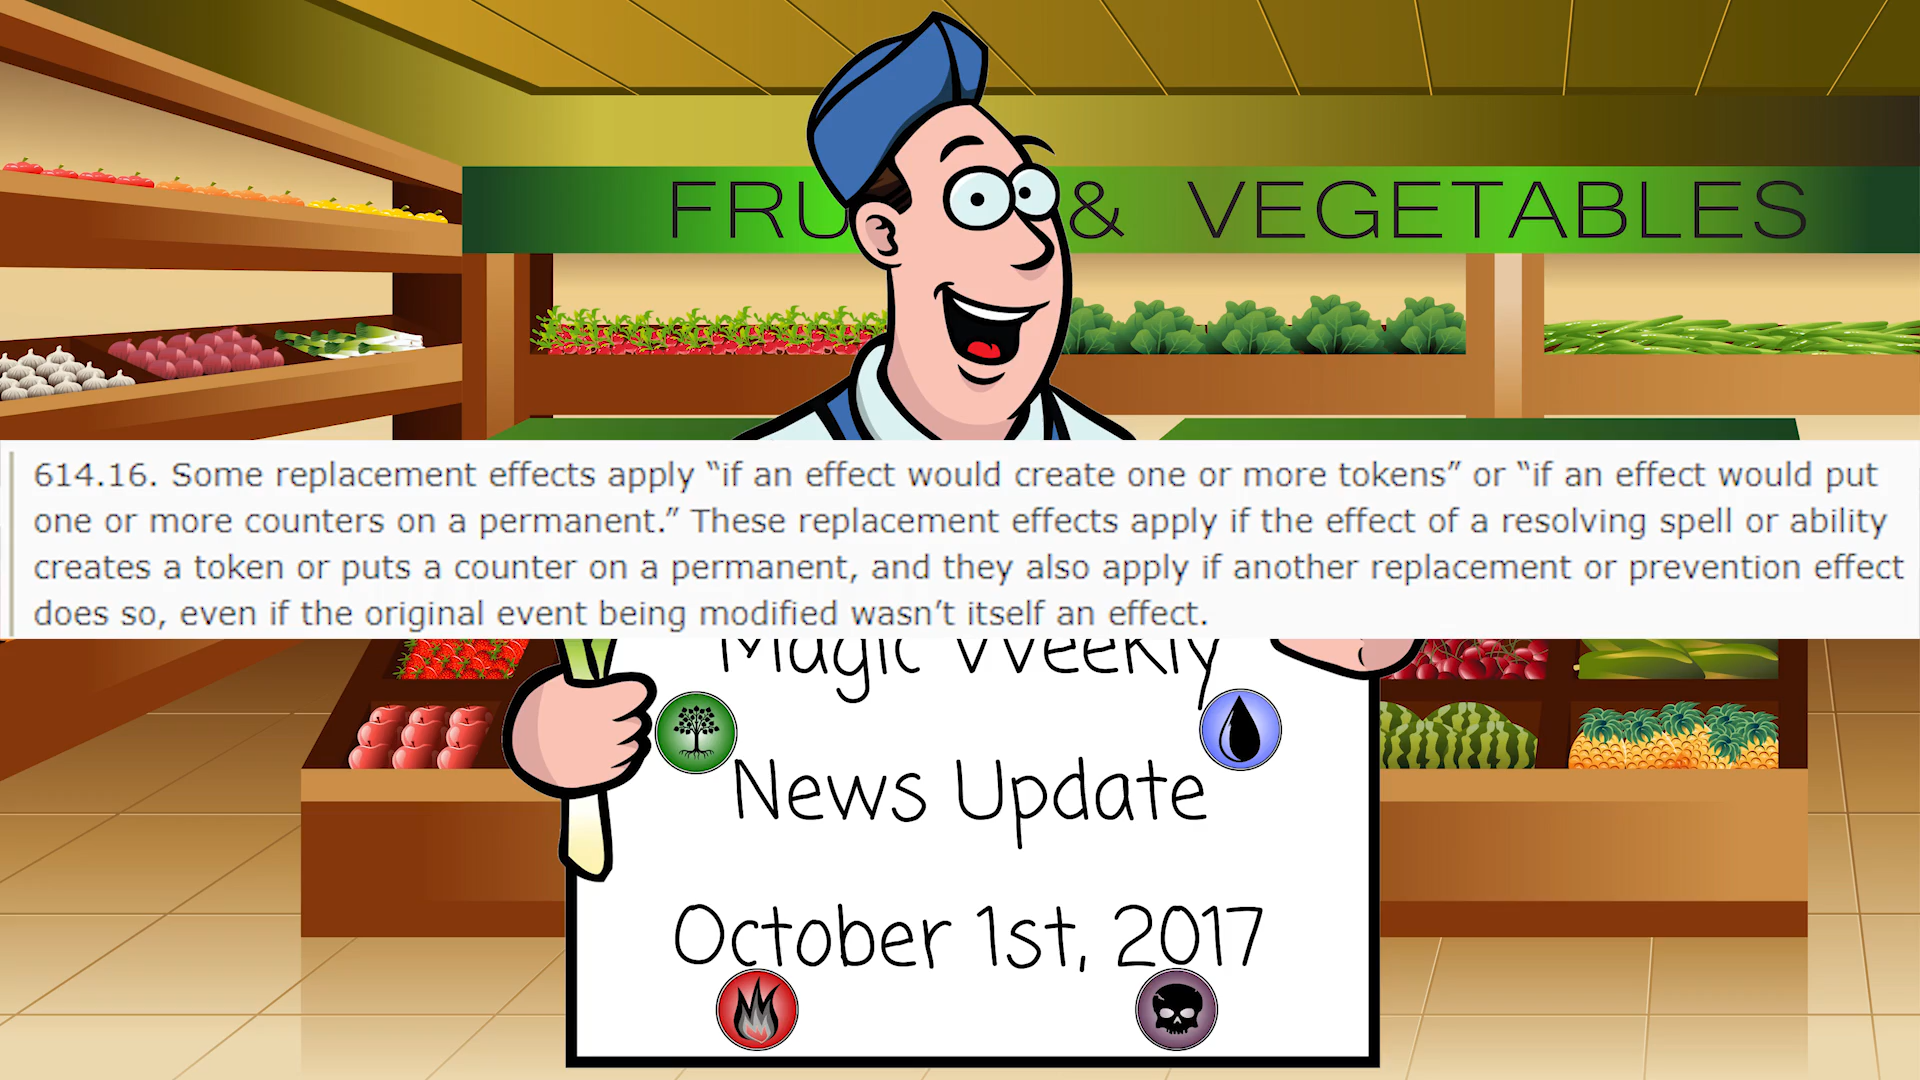 FRU & VEGETABLES
614.16. Some replacement effects apply “if an effect would create one or more tokens” or “if an effect would put
one or more counters on a permanent.” These replacement effects apply if the effect of a resolving spell or ability
creates a token or puts a counter on a permanent, and they also apply if another replacement or prevention effect
does so, even if the original event being modified wasn’t itself an effect.
Magic Weekly
News Update
October 1st, 2017